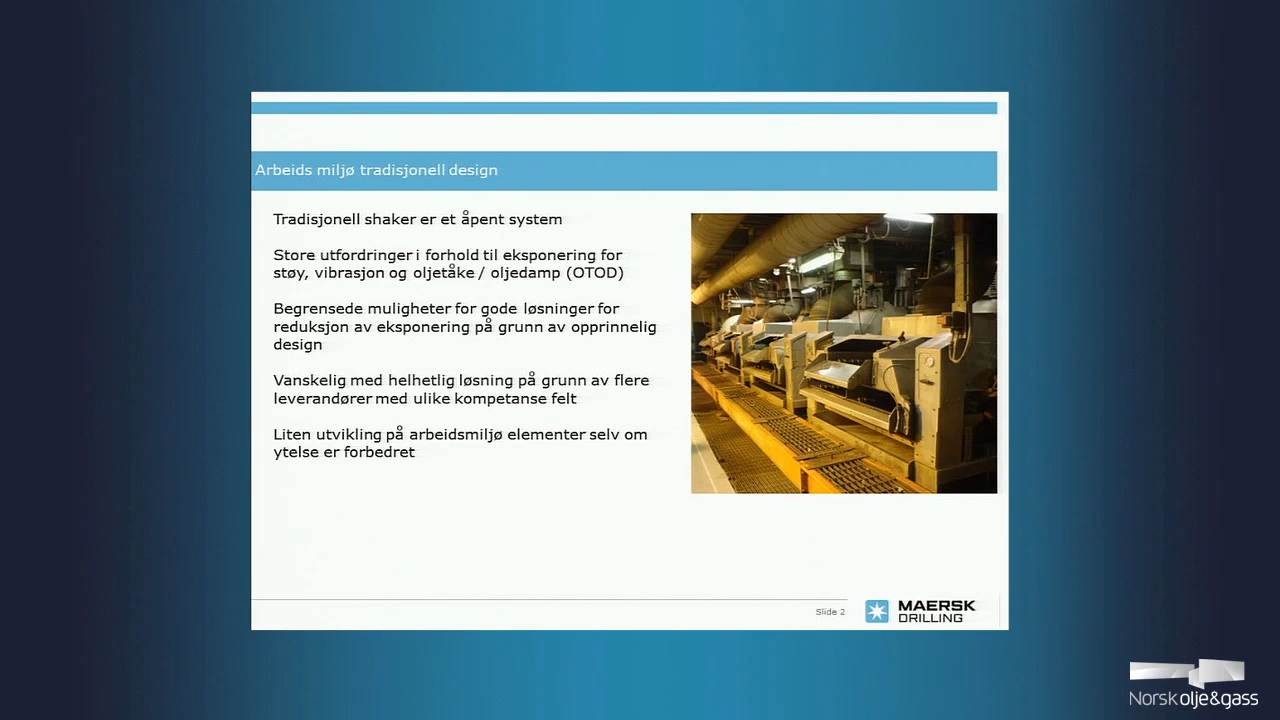 Arbeids miljø tradisjonell design
Tradisjonell shaker er et åpent system
Store utfordringer i forhold til eksponering for
støy, vibrasjon og oljetåke / oljedamp (OTOD)
Begrensede muligheter for gode løsninger for
reduksjon av eksponering på grunn av opprinnelig
design
Vanskelig med helhetlig løsning på grunn av flere
leverandører med ulike kompetanse felt
Liten utvikling på arbeidsmiljø elementer selv om
ytelse er forbedret
Slide 2
MAERSK
DRILLING
Norsk olje&gass